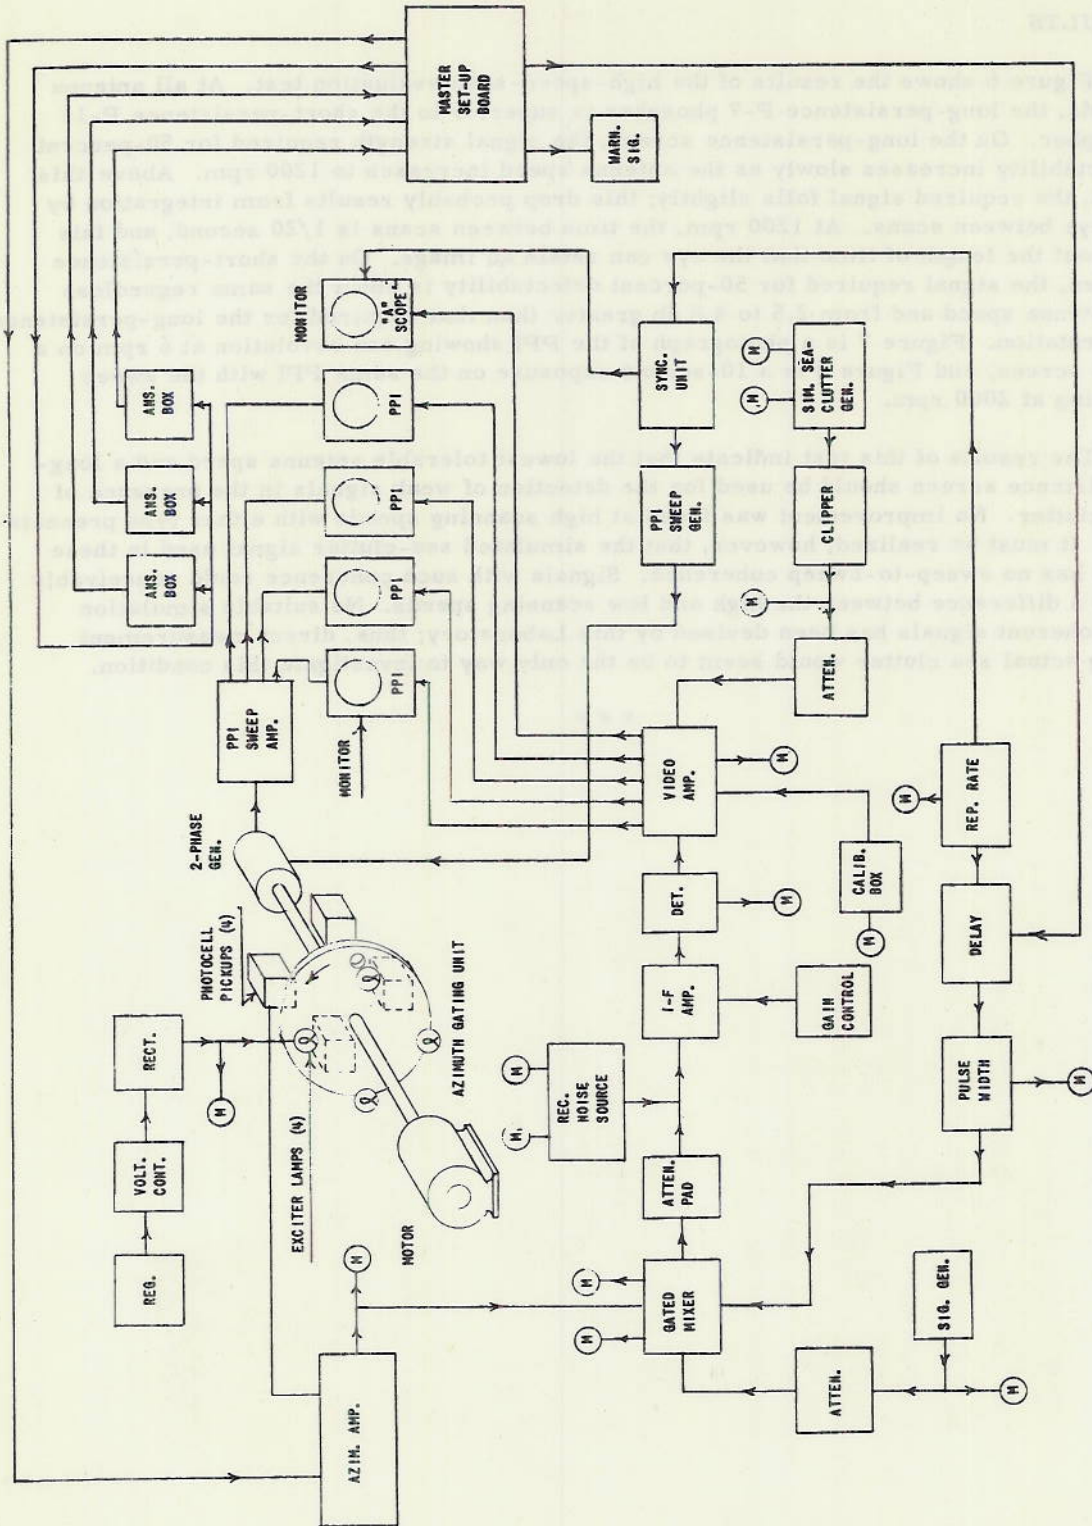 MASTER
SET-UP
BOARD
WARN.
SIG.
MONITOR
"A"
SCOPE
PPI
PPI
PPI
PPI
MONITOR
ANS.
BOX
ANS.
BOX
ANS.
BOX
PPI
SWEEP
AMP.
2-PHASE
GEN.
PHOTOCELL
PICKUPS (4)
AZIMUTH GATING UNIT
EXCITER LAMPS (4)
MOTOR
RECT.
M
VOLT.
CONT.
REG.
AZIM. AMP.
M
SYNC.
UNIT
PPI
SWEEP
GEN.
SIM. SEA-
CLUTTER
GEN.
M
M
CLIPPER
M
ATTEN.
VIDEO
AMP.
M
DET.
M
I-F
AMP.
GAIN
CONTROL
REC.
NOISE
SOURCE
M
M
ATTEN.
PAD
GATED
MIXER
M
M
ATTEN.
SIG. GEN.
M
CALIB.
BOX
M
REP. RATE
M
DELAY
PULSE
WIDTH
M